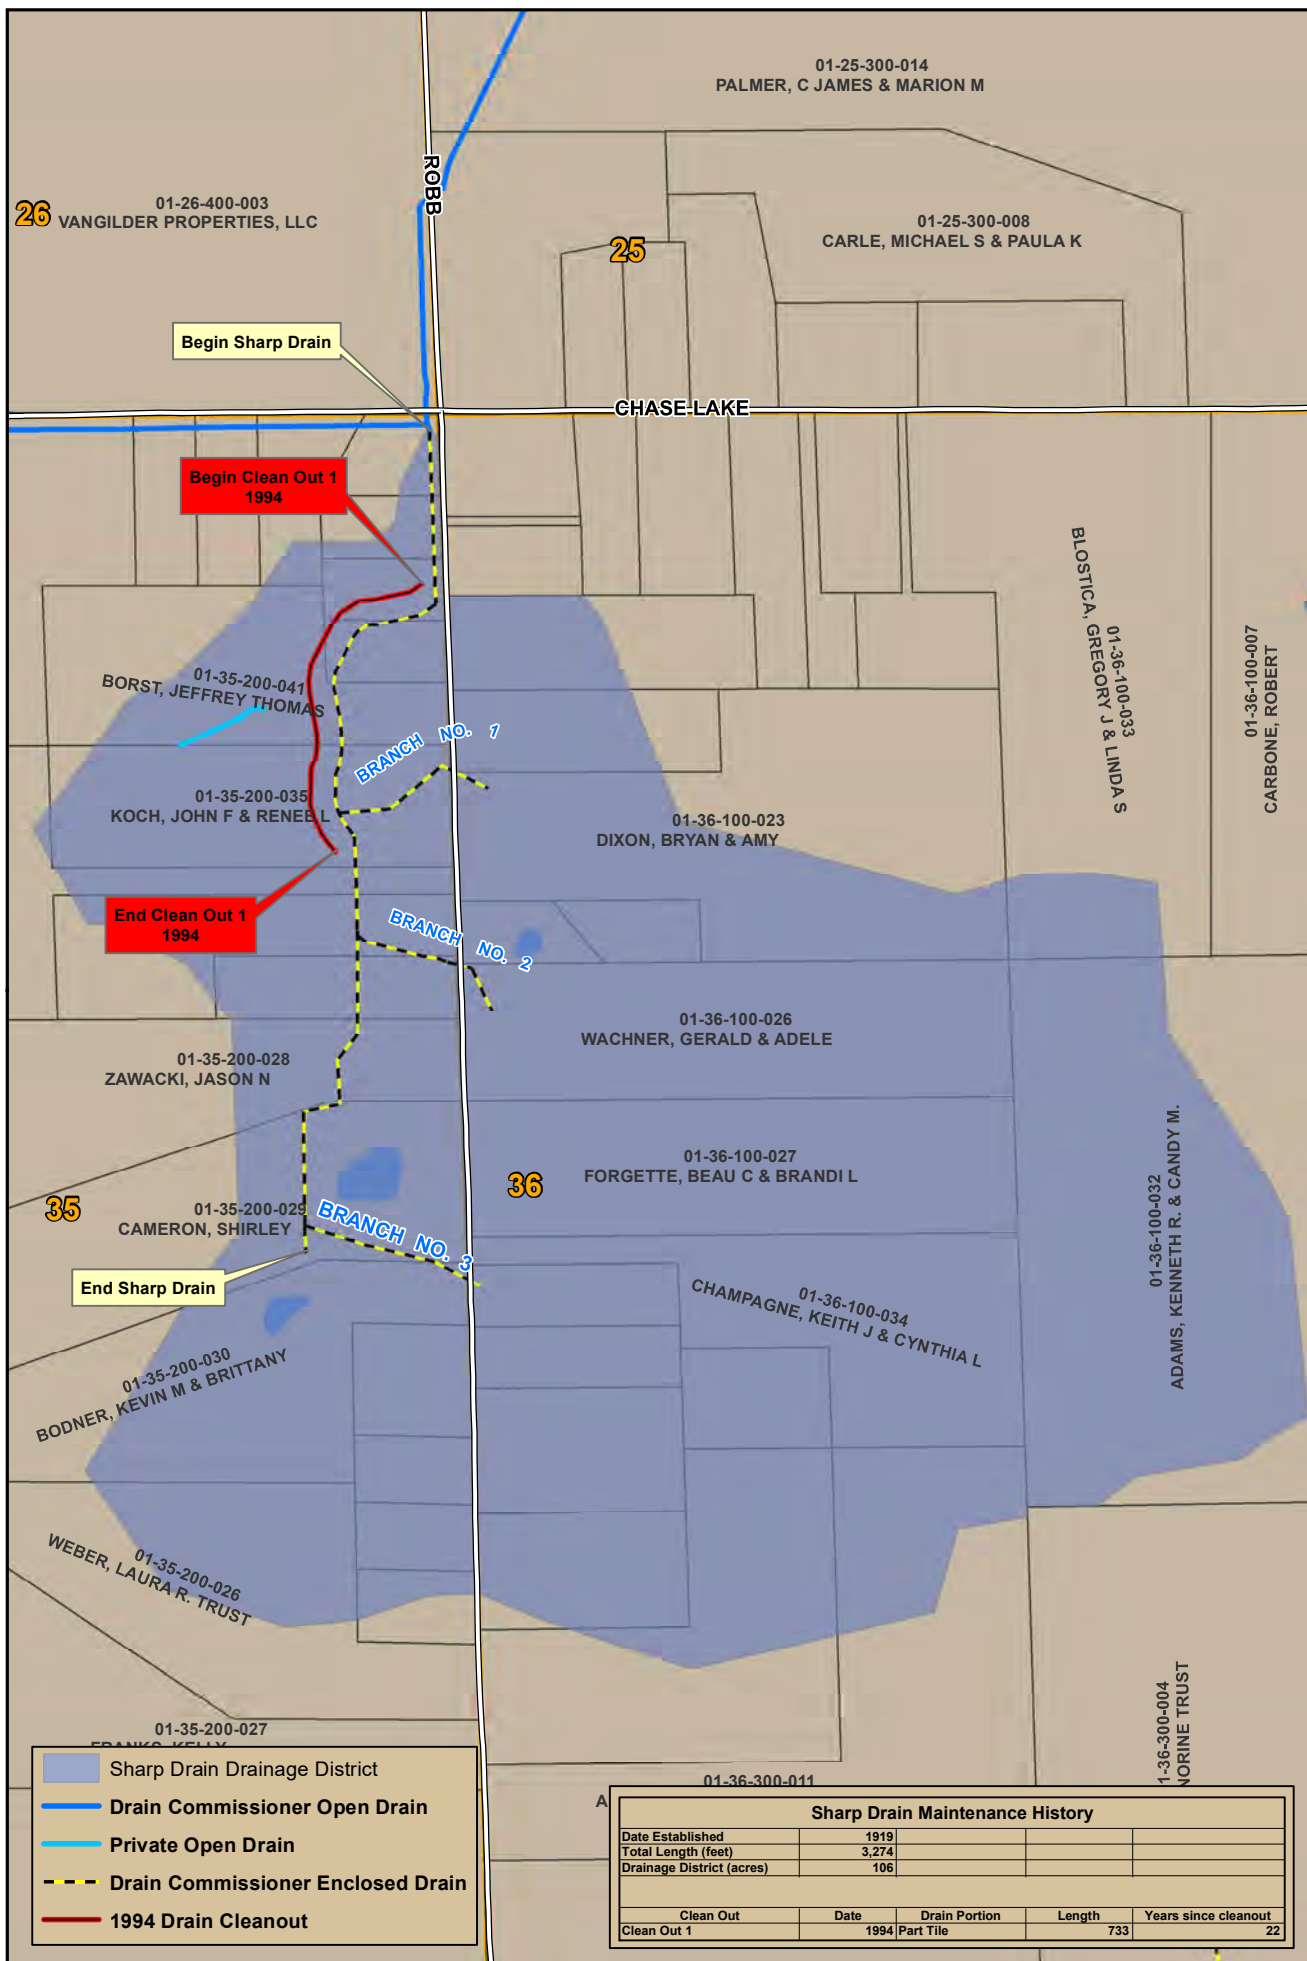 01-25-300-014
PALMER, C JAMES & MARION M
ROBB
01-26-400-003
VANGILDER PROPERTIES, LLC
26
01-25-300-008
CARLE, MICHAEL S & PAULA K
25
Begin Sharp Drain
CHASE LAKE
Begin Clean Out 1
1994
01-36-100-033
BLOSTICA, GREGORY J & LINDA S
01-36-100-007
CARBONE, ROBERT
01-35-200-041
BORST, JEFFREY THOMAS
BRANCH NO. 1
01-35-200-035
KOCH, JOHN F & RENEE L
01-36-100-023
DIXON, BRYAN & AMY
End Clean Out 1
1994
BRANCH NO. 2
01-36-100-026
WACHNER, GERALD & ADELE
01-35-200-028
ZAWACKI, JASON N
01-36-100-027
FORGETTE, BEAU C & BRANDI L
36
01-36-100-032
ADAMS, KENNETH R. & CANDY M.
35
01-35-200-029
CAMERON, SHIRLEY
BRANCH NO. 3
End Sharp Drain
01-36-100-034
CHAMPAGNE, KEITH J & CYNTHIA L
01-35-200-030
BODNER, KEVIN M & BRITTANY
01-35-200-026
WEBER, LAURA R. TRUST
1-36-300-004
NORINE TRUST
01-35-200-027
FRANKS, KELLY
01-36-300-011
A
Sharp Drain Drainage District
Drain Commissioner Open Drain
Private Open Drain
Drain Commissioner Enclosed Drain
1994 Drain Cleanout
Sharp Drain Maintenance History
Date Established 1919
Total Length (feet) 3,274
Drainage District (acres) 106
Clean Out Date Drain Portion Length Years since cleanout
Clean Out 1 1994 Part Tile 733 22